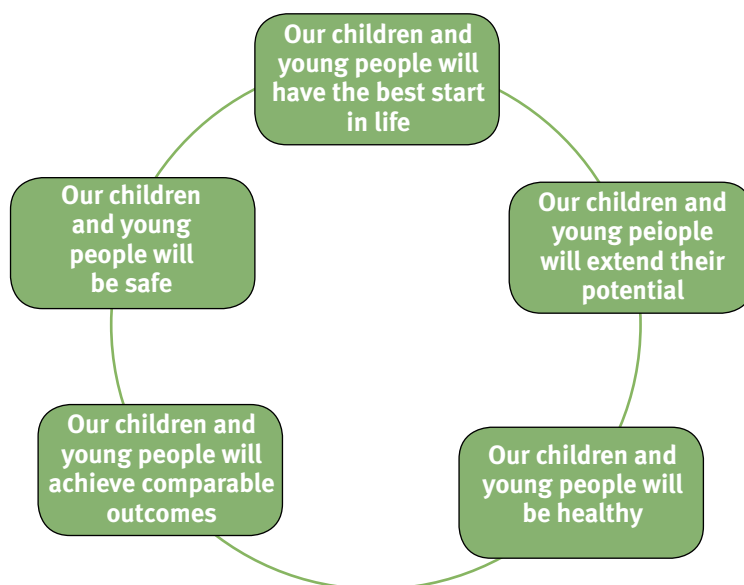 Our children and
young people will
have the best start
in life
Our children and
young peiople
will extend their
potential
Our children and
young people will
be healthy
Our children and
young people will
achieve comparable
outcomes
Our children
and young
people will
be safe